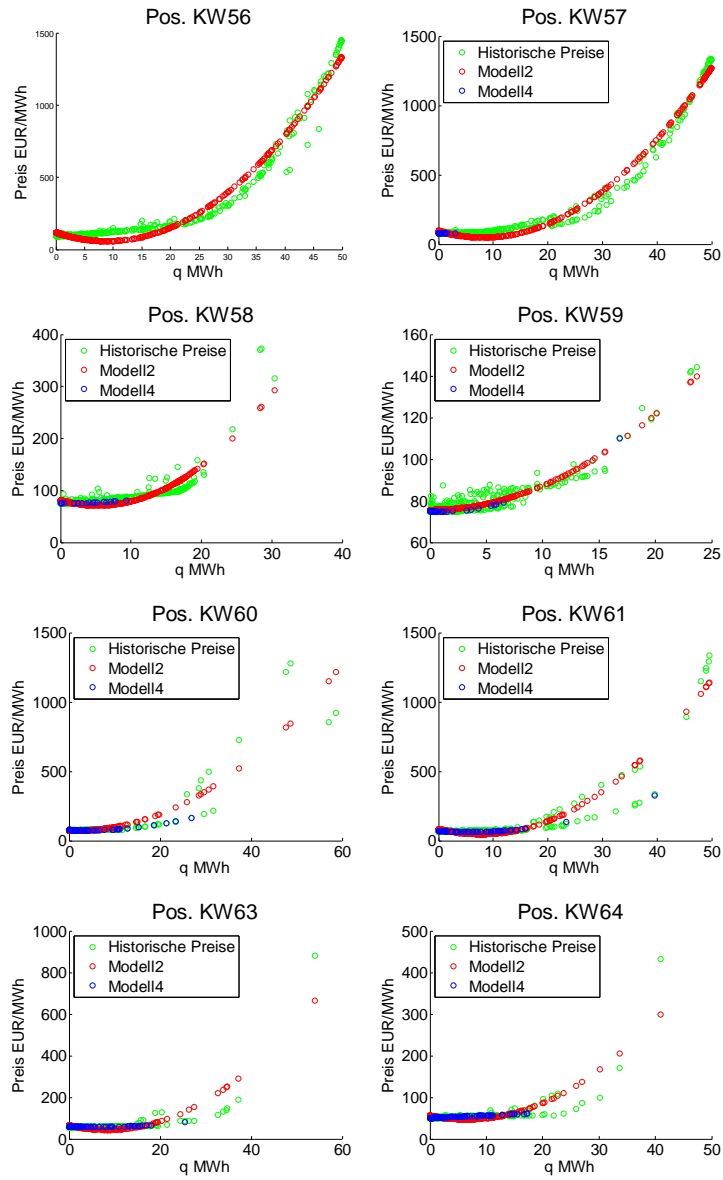 Pos. KW56
Preis EUR/MWh
1500
1000
500
0
0 5 10 15 20 25 30 35 40 45 50
q MWh
Pos. KW57
Preis EUR/MWh
1500
1000
500
0
Historische Preise
Modell2
Modell4
0 10 20 30 40 50
q MWh
Pos. KW58
Preis EUR/MWh
400
300
200
100
0
Historische Preise
Modell2
Modell4
0 10 20 30 40
q MWh
Pos. KW59
Preis EUR/MWh
160
140
120
100
80
60
Historische Preise
Modell2
Modell4
0 5 10 15 20 25
q MWh
Pos. KW60
Preis EUR/MWh
1500
1000
500
0
Historische Preise
Modell2
Modell4
0 20 40 60
q MWh
Pos. KW61
Preis EUR/MWh
1500
1000
500
0
Historische Preise
Modell2
Modell4
0 10 20 30 40 50
q MWh
Pos. KW63
Preis EUR/MWh
1000
800
600
400
200
0
Historische Preise
Modell2
Modell4
0 20 40 60
q MWh
Pos. KW64
Preis EUR/MWh
500
400
300
200
100
0
Historische Preise
Modell2
Modell4
0 10 20 30 40 50
q MWh